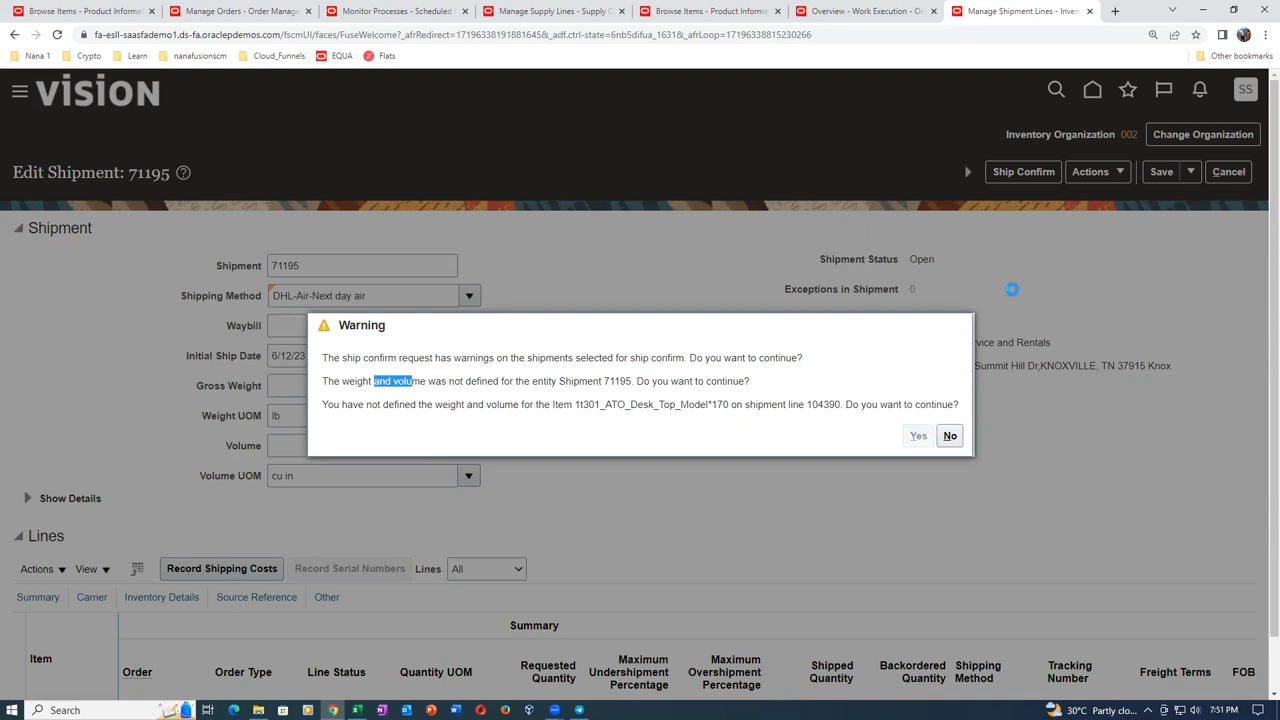 Browse Items - Product Informa
Manage Orders - Order Manage
Monitor Processes - Scheduled
Manage Supply Lines - Supply C
Browse Items - Product Informa
Overview - Work Execution - Or
Manage Shipment Lines - Inven
fa-esll-saasfademo1.ds-fa.oraclepdemos.com/fscmUI/faces/FuseWelcome?_afrRedirect=1719633819188164 5&_adf.ctrl-state=6nb5difua_1631&_afrLoop=17196338815230266
Nana 1
Crypto
Learn
nanafusionscm
Cloud_Funnels
EQUA
Flats
Other bookmarks
VISION
SS
Inventory Organization 002 Change Organization
Edit Shipment: 71195
Ship Confirm Actions Save Cancel
Shipment
Shipment 71195
Shipment Status Open
Shipping Method DHL-Air-Next day air
Exceptions in Shipment 0
Waybill
Warning
vice and Rentals
Initial Ship Date 6/12/23
The ship confirm request has warnings on the shipments selected for ship confirm. Do you want to continue?
Summit Hill Dr,KNOXVILLE, TN 37915 Knox
Gross Weight
The weight and volume was not defined for the entity Shipment 71195. Do you want to continue?
Weight UOM lb
You have not defined the weight and volume for the Item 1t301_ATO_Desk_Top_Model*170 on shipment line 104390. Do you want to continue?
Volume
Yes No
Volume UOM cu in
Show Details
Lines
Actions View Record Shipping Costs Record Serial Numbers Lines All
Summary Carrier Inventory Details Source Reference Other
Summary
Item
Order
Order Type
Line Status
Quantity UOM
Requested Quantity
Maximum Undershipment Percentage
Maximum Overshipment Percentage
Shipped Quantity
Backordered Quantity
Shipping Method
Tracking Number
Freight Terms
FOB
Search
30°C Partly clo...
7:51 PM